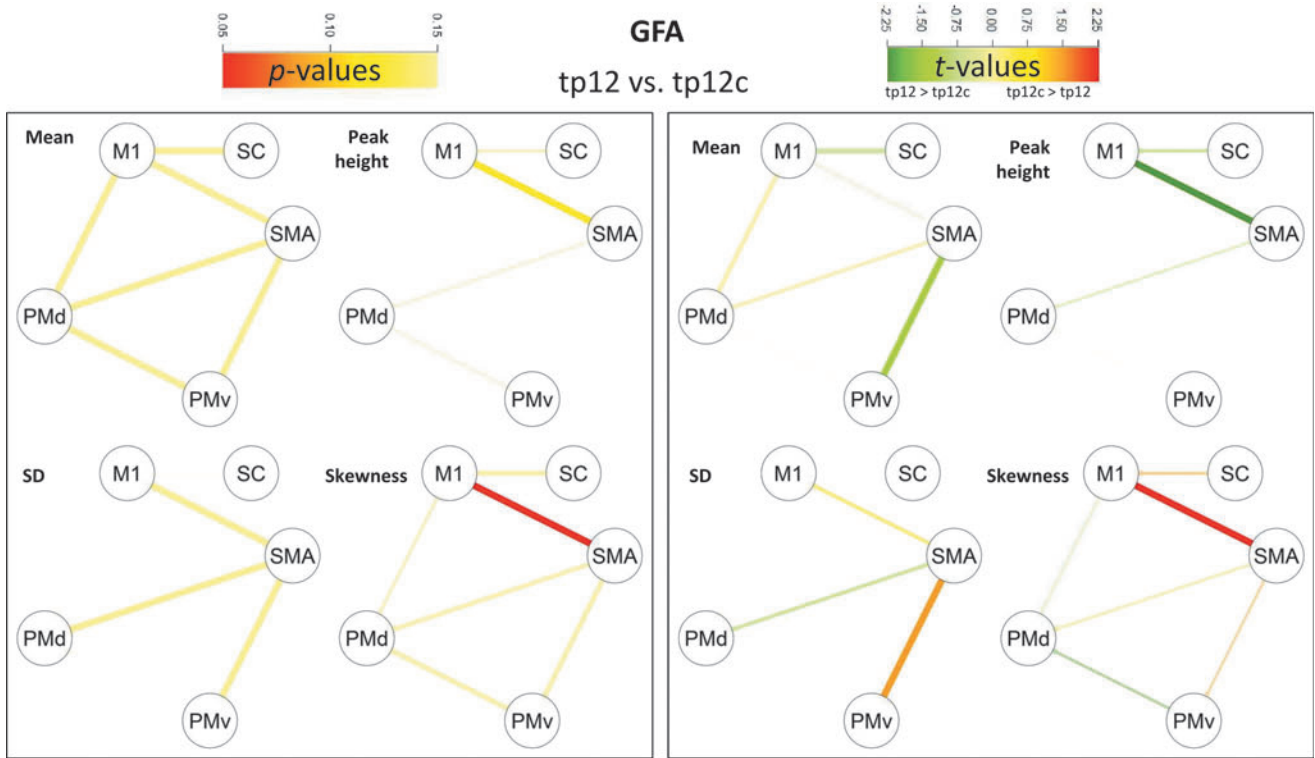 0.05 0.10 0.15
p-values
GFA
tp12 vs. tp12c
-2.25 -1.50 -0.75 0.00 0.75 1.50 2.25
t-values
tp12 > tp12c tp12c > tp12
Mean
M1
SC
SMA
PMd
PMv
Peak
height
M1
SC
SMA
PMd
PMv
SD
M1
SC
SMA
PMd
PMv
Skewness
M1
SC
SMA
PMd
PMv
Mean
M1
SC
SMA
PMd
PMv
Peak
height
M1
SC
SMA
PMd
PMv
SD
M1
SC
SMA
PMd
PMv
Skewness
M1
SC
SMA
PMd
PMv